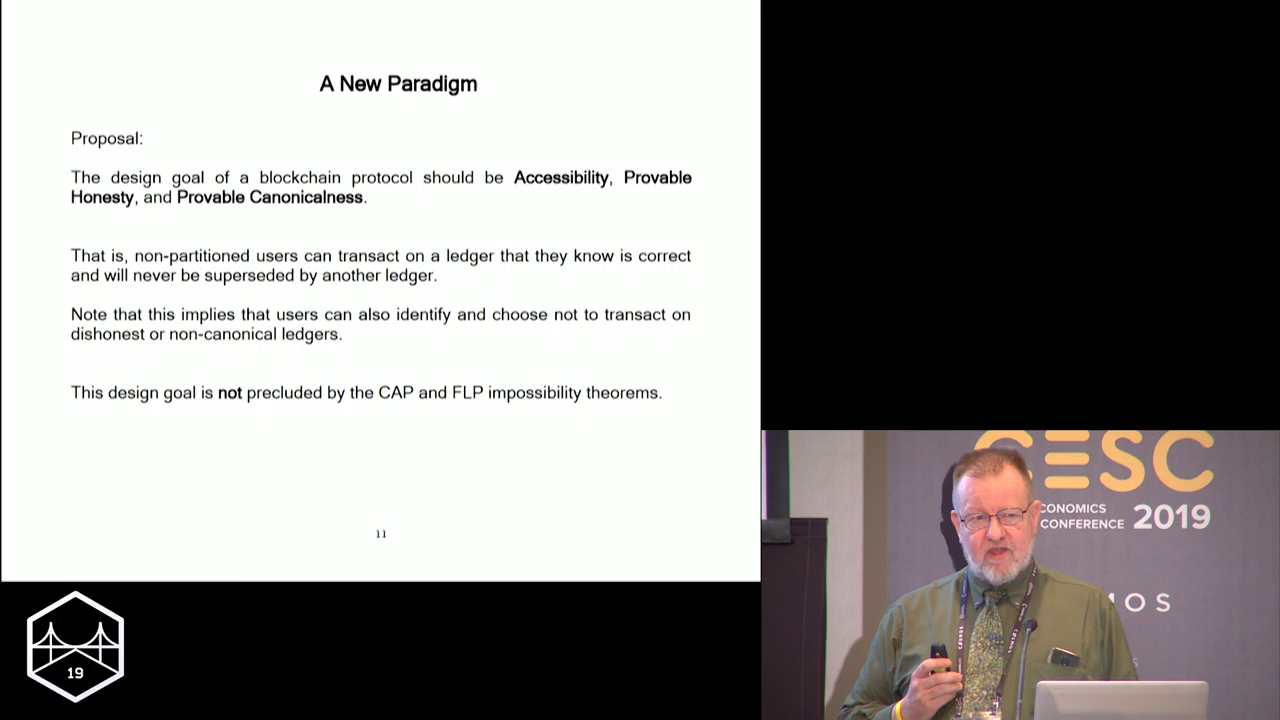 A New Paradigm
Proposal:
The design goal of a blockchain protocol should be Accessibility, Provable
Honesty, and Provable Canonicalness.
That is, non-partitioned users can transact on a ledger that they know is correct
and will never be superseded by another ledger.
Note that this implies that users can also identify and choose not to transact on
dishonest or non-canonical ledgers.
This design goal is not precluded by the CAP and FLP impossibility theorems.
11
19
CESC
CONOMICS
CONFERENCE 2019
MOS